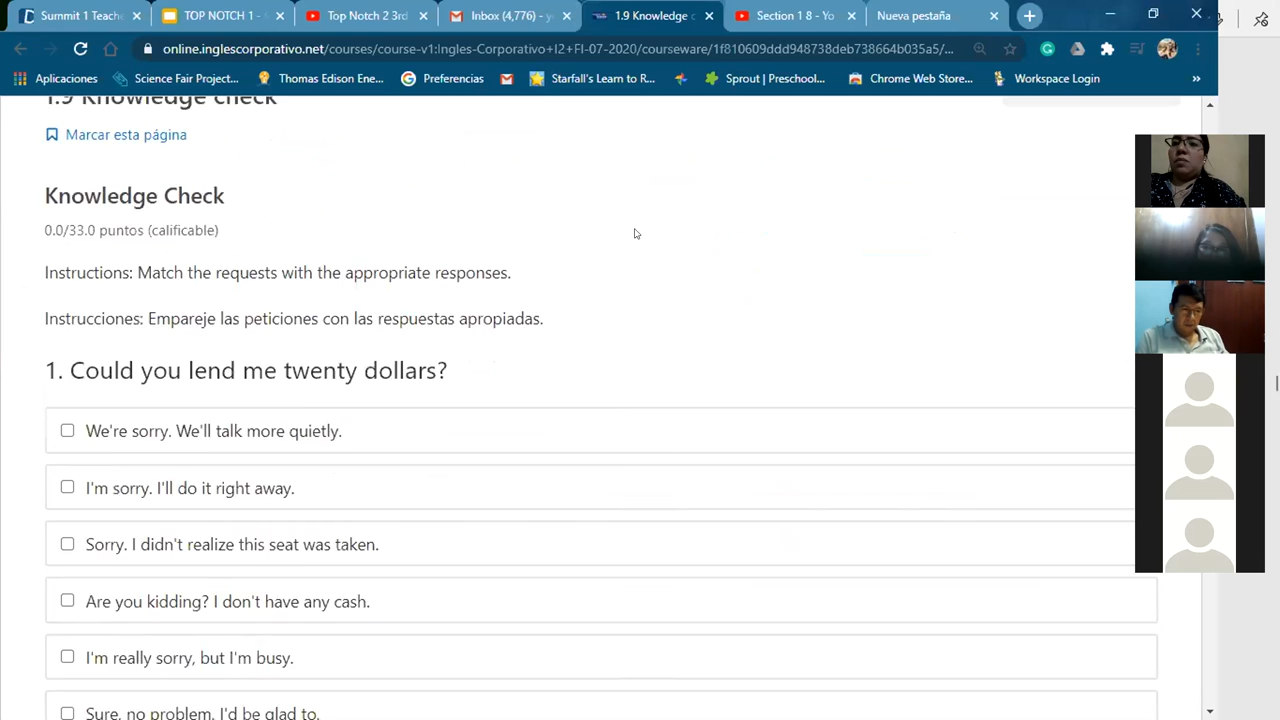 Summit 1 Teache
TOP NOTCH 1 -
Top Notch 2 3rd
Inbox (4,776) - y
1.9 Knowledge c
Section 1 8 - Yo
Nueva pestaña
online.inglescorporativo.net/courses/course-v1:Ingles-Corporativo+I2+FI-07-2020/courseware/1f810609ddd948738deb738664b035a5/...
Aplicaciones
Science Fair Project...
Thomas Edison Ene...
Preferencias
Starfall's Learn to R...
Sprout | Preschool...
Chrome Web Store...
Workspace Login
»
1.9 Knowledge check
Marcar esta página
Knowledge Check
0.0/33.0 puntos (calificable)
Instructions: Match the requests with the appropriate responses.
Instrucciones: Empareje las peticiones con las respuestas apropiadas.
1. Could you lend me twenty dollars?
We're sorry. We'll talk more quietly.
I'm sorry. I'll do it right away.
Sorry. I didn't realize this seat was taken.
Are you kidding? I don't have any cash.
I'm really sorry, but I'm busy.
Sure, no problem. I'd be glad to.